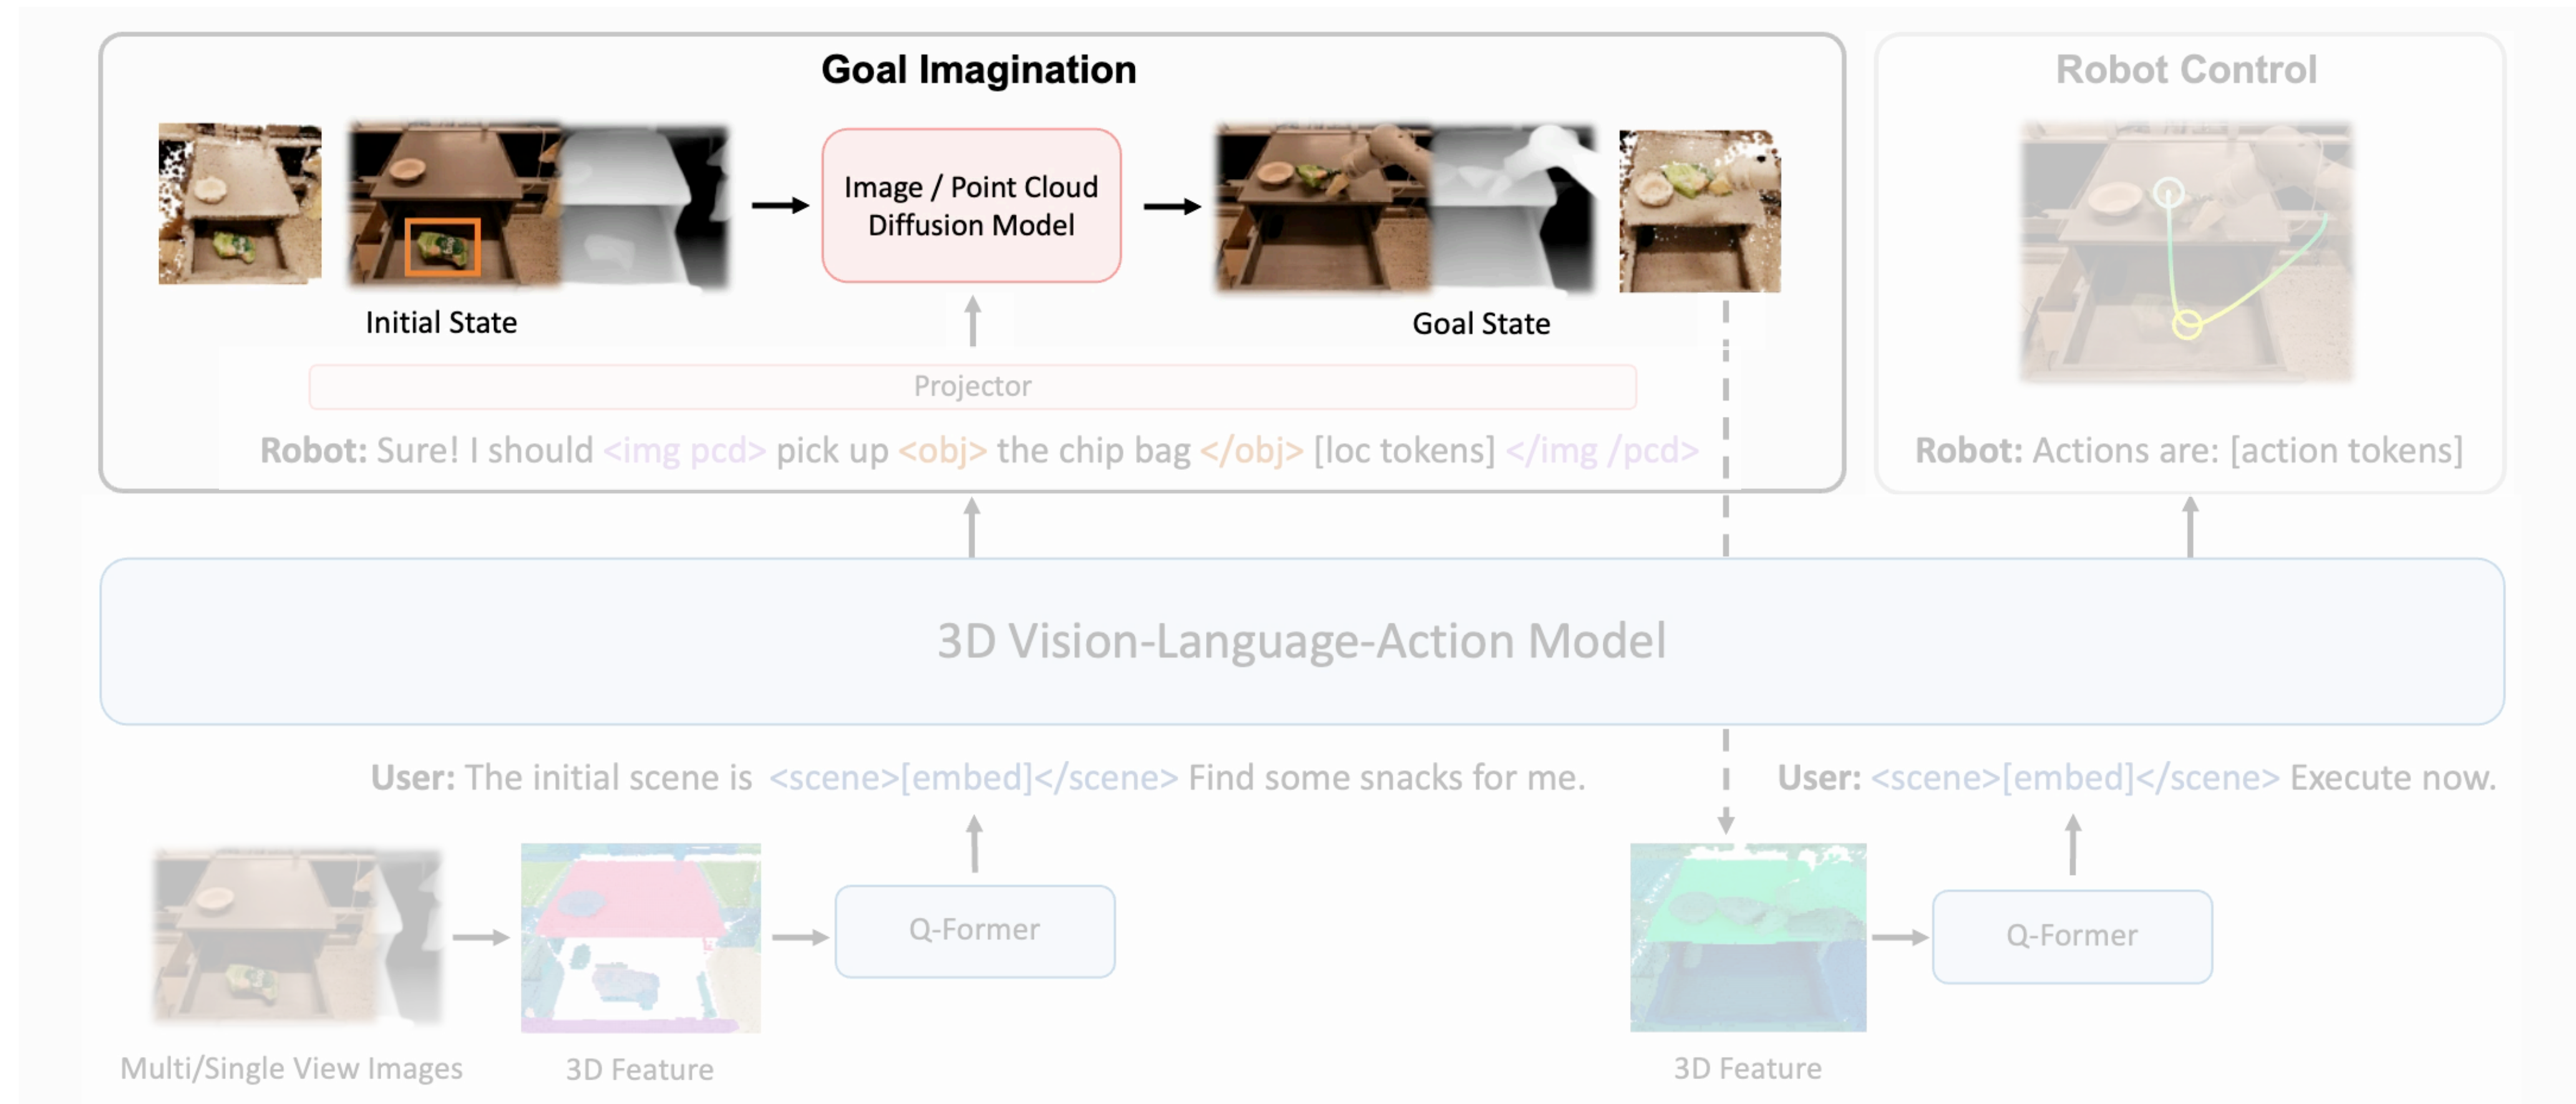 Goal Imagination
Robot Control
Image / Point Cloud
Diffusion Model
Initial State
Goal State
Projector
Robot: Sure! I should <img pcd> pick up <obj> the chip bag </obj> [loc tokens] </img /pcd>
Robot: Actions are: [action tokens]
3D Vision-Language-Action Model
User: The initial scene is <scene>[embed]</scene> Find some snacks for me.
User: <scene>[embed]</scene> Execute now.
Q-Former
Q-Former
Multi/Single View Images
3D Feature
3D Feature